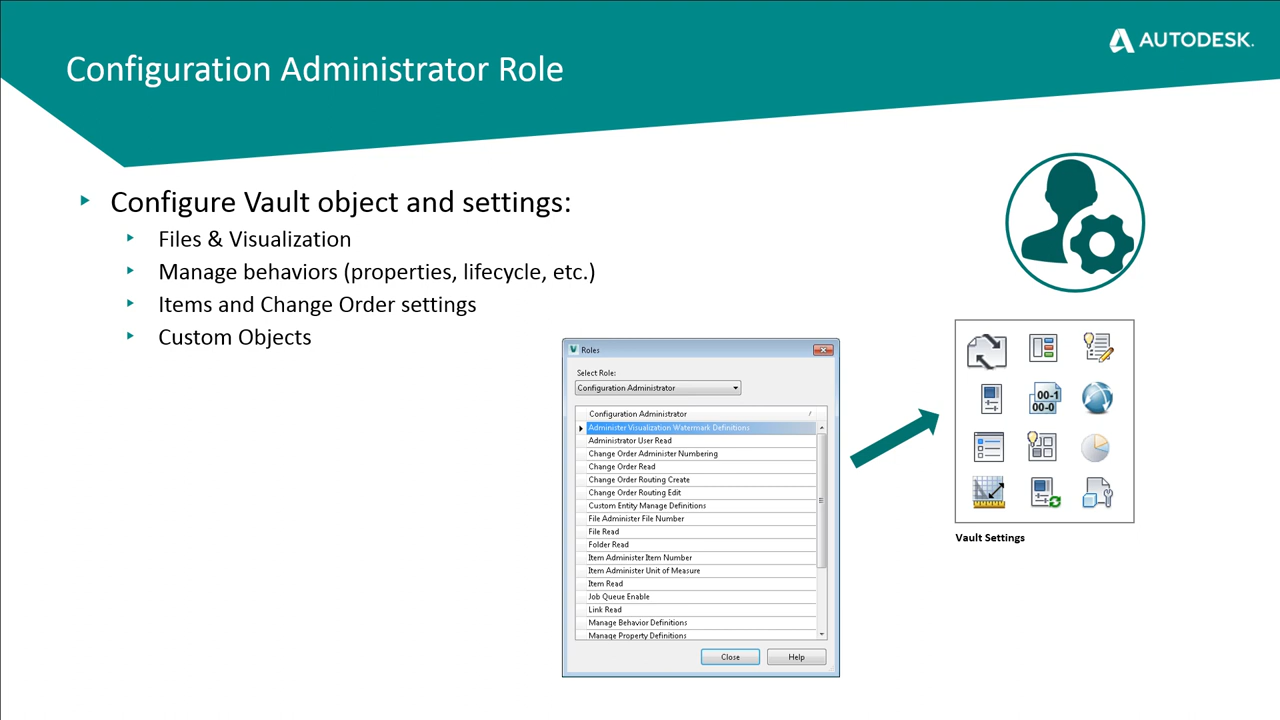 Configuration Administrator Role
AUTODESK.
Configure Vault object and settings:
Files & Visualization
Manage behaviors (properties, lifecycle, etc.)
Items and Change Order settings
Custom Objects
Roles
Select Role:
Configuration Administrator
Configuration Administrator /
Administer Visualization Watermark Definitions
Administrator User Read
Change Order Administer Numbering
Change Order Read
Change Order Routing Create
Change Order Routing Edit
Custom Entity Manage Definitions
File Administer File Number
File Read
Folder Read
Item Administer Item Number
Item Administer Unit of Measure
Item Read
Job Queue Enable
Link Read
Manage Behavior Definitions
Manage Property Definitions
Close
Help
00-1
00-0
Vault Settings